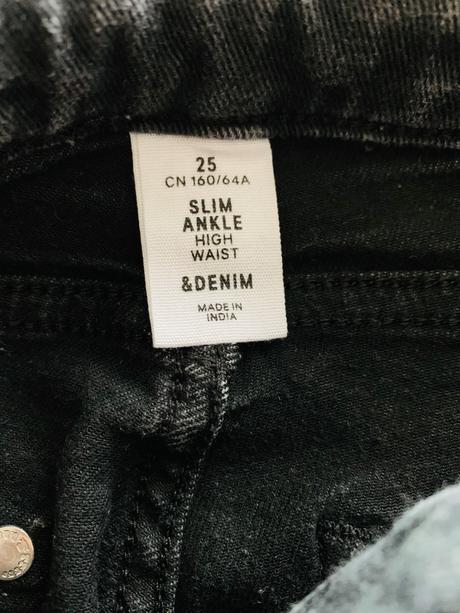 25
CN 160/64A
SLIM
ANKLE
HIGH
WAIST
&DENIM
MADE IN
INDIA